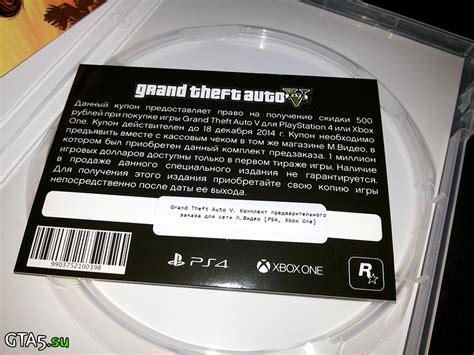 grand theft auto V
Данный купон предоставляет право на получение скидки 500
рублей при покупке игры Grand Theft Auto V для PlayStation 4 или Xbox
One. Купон действителен до 18 декабря 2014 г. Купон необходимо
предъявить вместе с кассовым чеком в том же магазине М.Видео, в
котором был приобретен данный комплект предзаказа. 1 миллион
игровых долларов доступны только в первом тираже игры. Наличие
в продаже данного специального издания не гарантируется.
Для получения этого издания приобретайте свою копию игры
непосредственно после даты ее выхода.
Grand Theft Auto V. Комплект предварительного
заказа для сети М.Видео [PS4, Xbox One]
9903752100398
PS4 XBOX ONE R
GTA5.su